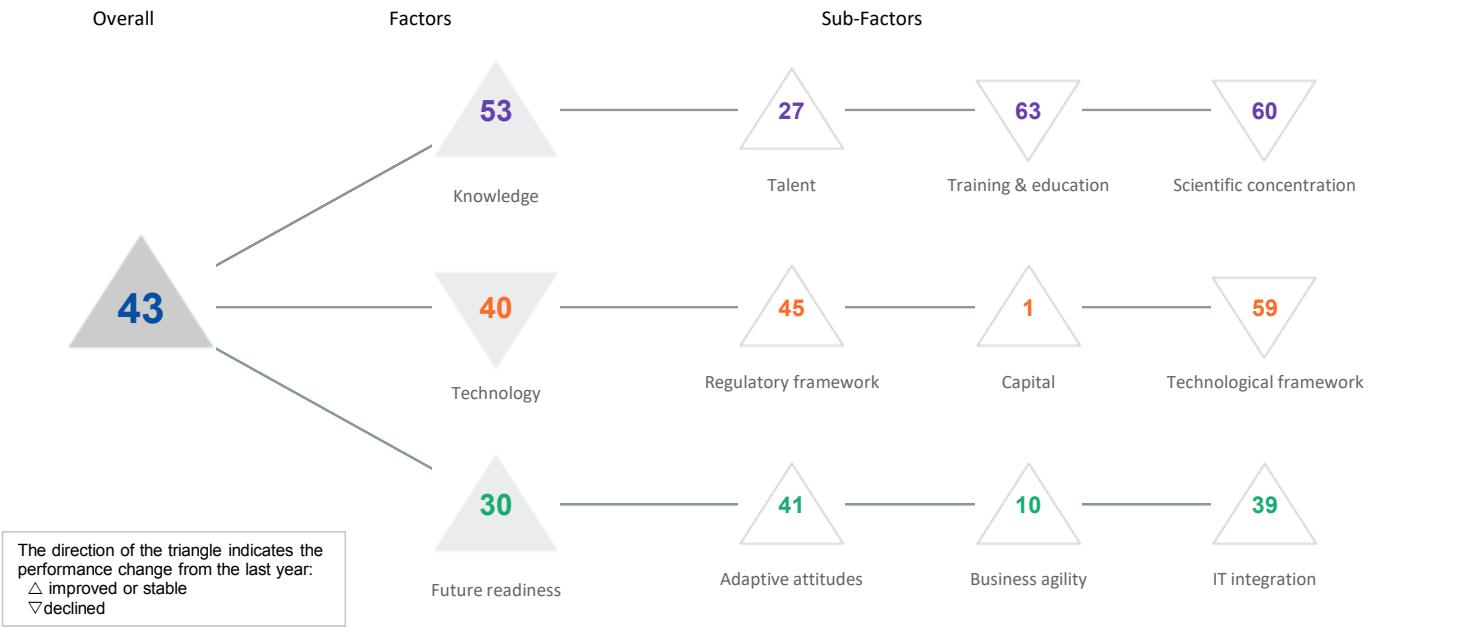 Overall
Factors
Sub-Factors
53
27
63
60
Knowledge
Talent
Training & education
Scientific concentration
43
40
45
1
59
Technology
Regulatory framework
Capital
Technological framework
30
41
10
39
Future readiness
Adaptive attitudes
Business agility
IT integration
The direction of the triangle indicates the
performance change from the last year:
△ improved or stable
▽declined